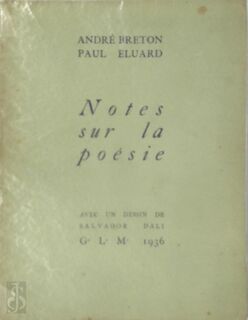 ANDRÉ BRETON
PAUL ELUARD
Notes
sur la
poésie
AVEC UN DESSIN DE
SALVADOR DALI
G. L. M. 1936